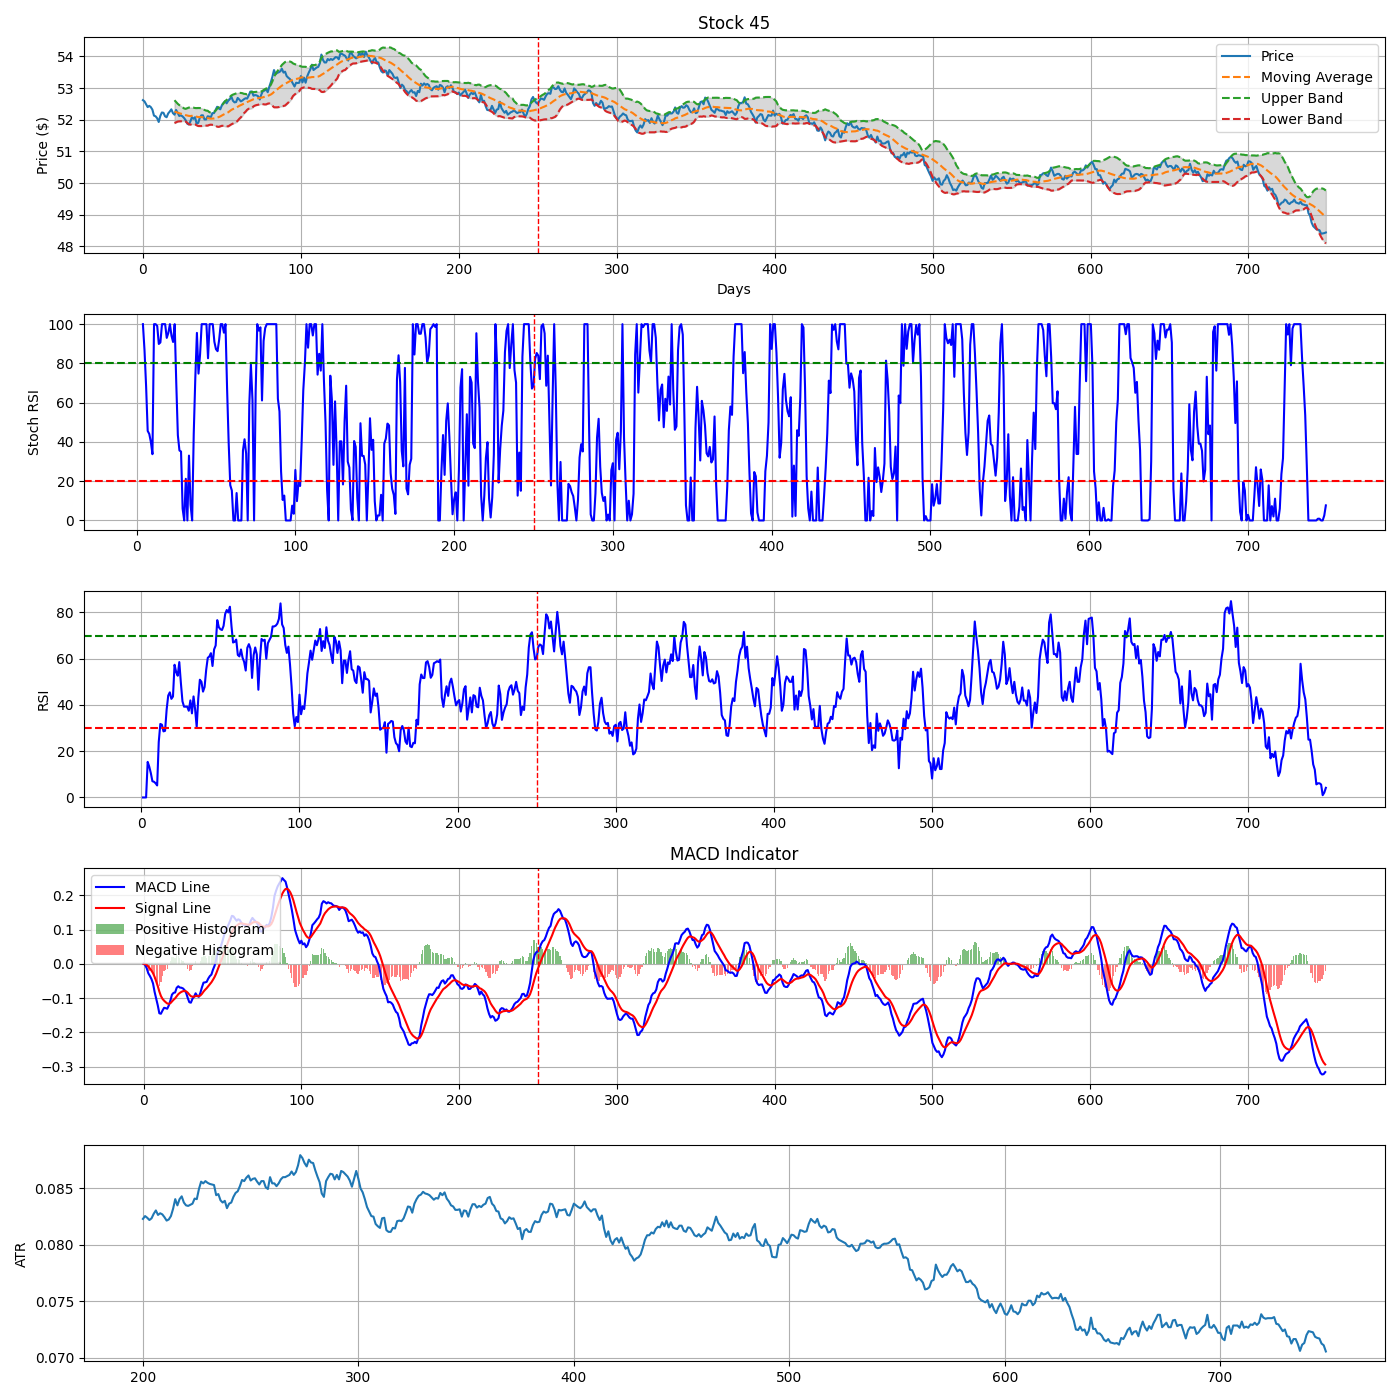 Stock 45
Price ($)
54
53
52
51
50
49
48
Price
Moving Average
Upper Band
Lower Band
0 100 200 300 400 500 600 700
Days
Stoch RSI
100
80
60
40
20
0
0 100 200 300 400 500 600 700
RSI
80
60
40
20
0
0 100 200 300 400 500 600 700
MACD Indicator
0.2
0.1
0.0
−0.1
−0.2
−0.3
MACD Line
Signal Line
Positive Histogram
Negative Histogram
0 100 200 300 400 500 600 700
ATR
0.085
0.080
0.075
0.070
200 300 400 500 600 700